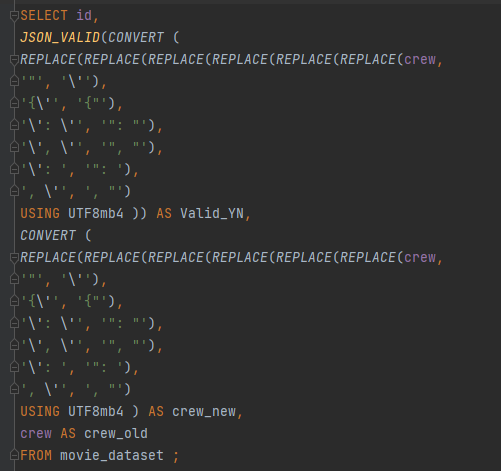 SELECT id,
JSON_VALID(CONVERT (
REPLACE(REPLACE(REPLACE(REPLACE(REPLACE(REPLACE(crew,
'"', '\''),
'{\'', '{"'),
'\': \'', '": "'),
'\', \'', '", "'),
'\': ', '": '),
', \'', ', "')
USING UTF8mb4 )) AS Valid_YN,
CONVERT (
REPLACE(REPLACE(REPLACE(REPLACE(REPLACE(REPLACE(crew,
'"', '\''),
'{\'', '{"'),
'\': \'', '": "'),
'\', \'', '", "'),
'\': ', '": '),
', \'', ', "')
USING UTF8mb4 ) AS crew_new,
crew AS crew_old
FROM movie_dataset ;